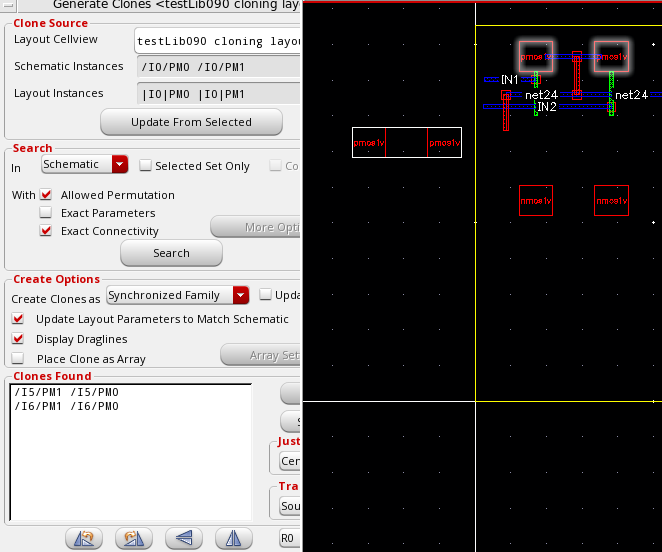 Generate Clones <testLib090 cloning lay
Clone Source
Layout Cellview
testLib090 cloning layou
Schematic Instances
/I0/PM0 /I0/PM1
Layout Instances
|I0|PM0 |I0|PM1
Update From Selected
Search
In
Schematic
Selected Set Only
Co
With
Allowed Permutation
Exact Parameters
More Opti
Exact Connectivity
Search
Create Options
Create Clones as
Synchronized Family
Upda
Update Layout Parameters to Match Schematic
Display Draglines
Place Clone as Array
Array Set
Clones Found
/I5/PM1 /I5/PM0
/I6/PM1 /I6/PM0
S
Just
Cen
Tra
Sou
R0
pmos1v
pmos1v
pmos1v
pmos1v
IN1
net24
net24
IN2
nmos1v
nmos1v